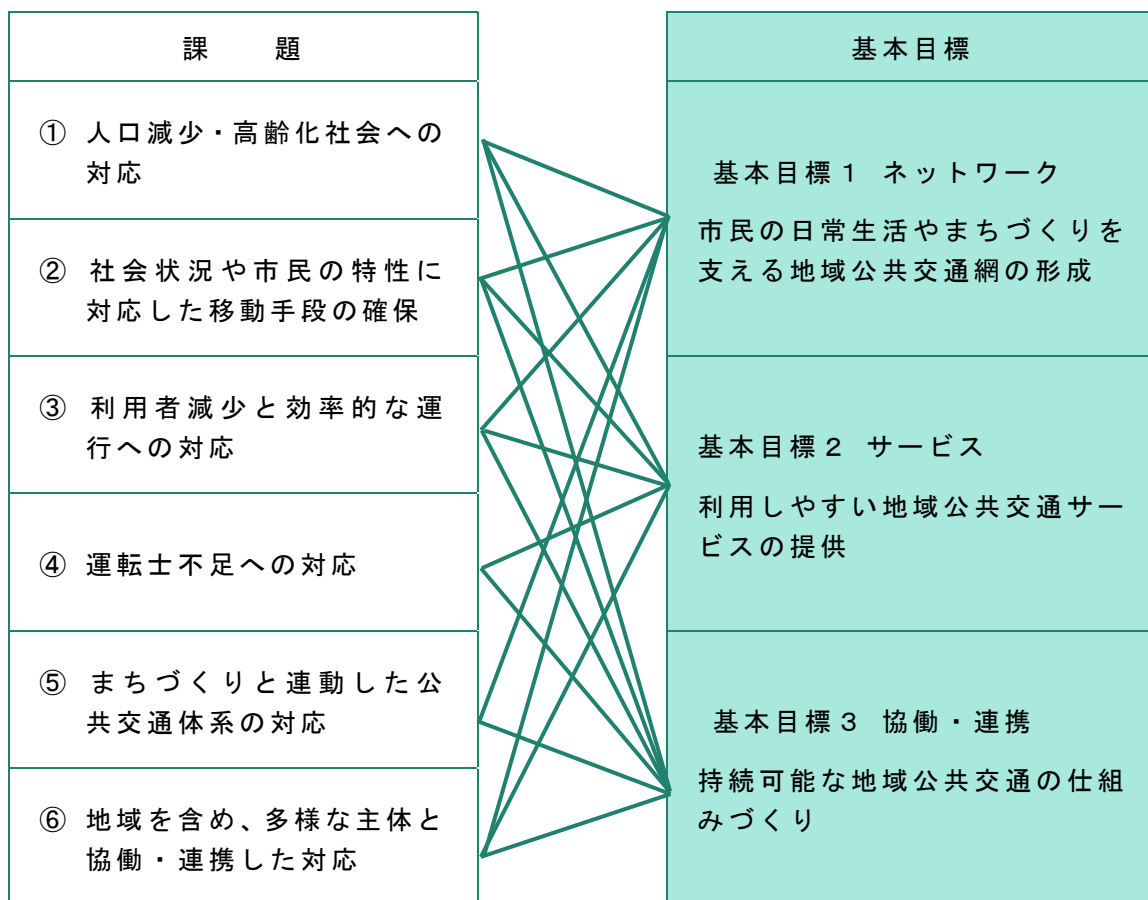 課　題
① 人口減少・高齢化社会への
対応
② 社会状況や市民の特性に
対応した移動手段の確保
③ 利用者減少と効率的な運
行への対応
④ 運転士不足への対応
⑤ まちづくりと連動した公
共交通体系の対応
⑥ 地域を含め、多様な主体と
協働・連携した対応
基本目標
基本目標１ ネットワーク
市民の日常生活やまちづくりを
支える地域公共交通網の形成
基本目標２ サービス
利用しやすい地域公共交通サー
ビスの提供
基本目標３ 協働・連携
持続可能な地域公共交通の仕組
みづくり